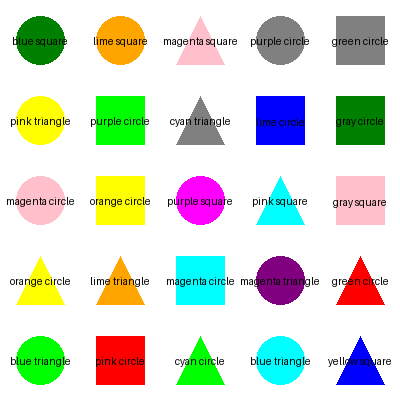 blue square lime square magenta square purple circle green circle
pink triangle purple circle cyan triangle lime circle gray circle
magenta circle orange circle purple square pink square gray square
orange circle lime triangle magenta circle magenta triangle green circle
blue triangle pink circle cyan circle blue triangle yellow square